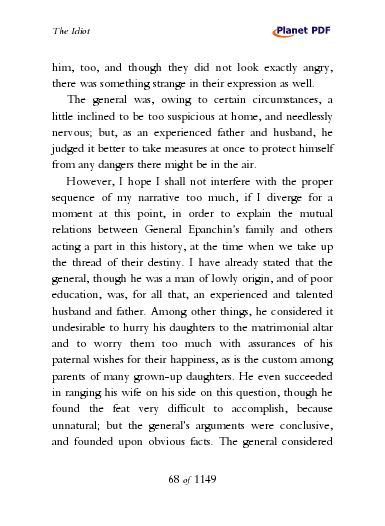 The Idiot
Planet PDF
him, too, and though they did not look exactly angry,
there was something strange in their expression as well.
The general was, owing to certain circumstances, a
little inclined to be too suspicious at home, and needlessly
nervous; but, as an experienced father and husband, he
judged it better to take measures at once to protect himself
from any dangers there might be in the air.
However, I hope I shall not interfere with the proper
sequence of my narrative too much, if I diverge for a
moment at this point, in order to explain the mutual
relations between General Epanchin's family and others
acting a part in this history, at the time when we take up
the thread of their destiny. I have already stated that the
general, though he was a man of lowly origin, and of poor
education, was, for all that, an experienced and talented
husband and father. Among other things, he considered it
undesirable to hurry his daughters to the matrimonial altar
and to worry them too much with assurances of his
paternal wishes for their happiness, as is the custom among
parents of many grown-up daughters. He even succeeded
in ranging his wife on his side on this question, though he
found the feat very difficult to accomplish, because
unnatural; but the general's arguments were conclusive,
and founded upon obvious facts. The general considered
68 of 1149